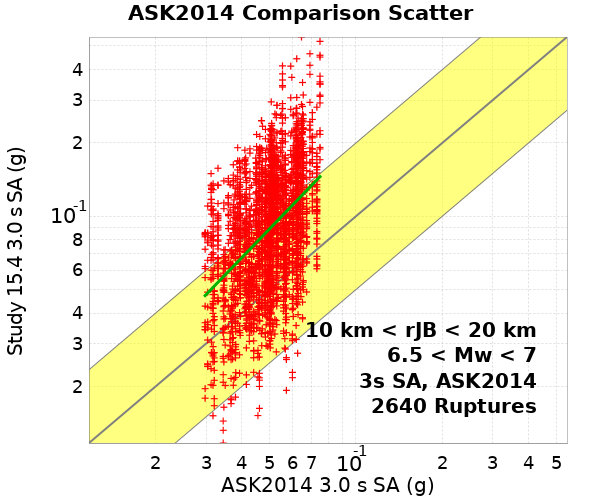 ASK2014 Comparison Scatter
Study 15.4 3.0 s SA (g)
4
3
2
10-1
8
6
4
3
2
10 km < rJB < 20 km
6.5 < Mw < 7
3s SA, ASK2014
2640 Ruptures
2 3 4 5 6 7 10-1 2 3 4 5
ASK2014 3.0 s SA (g)